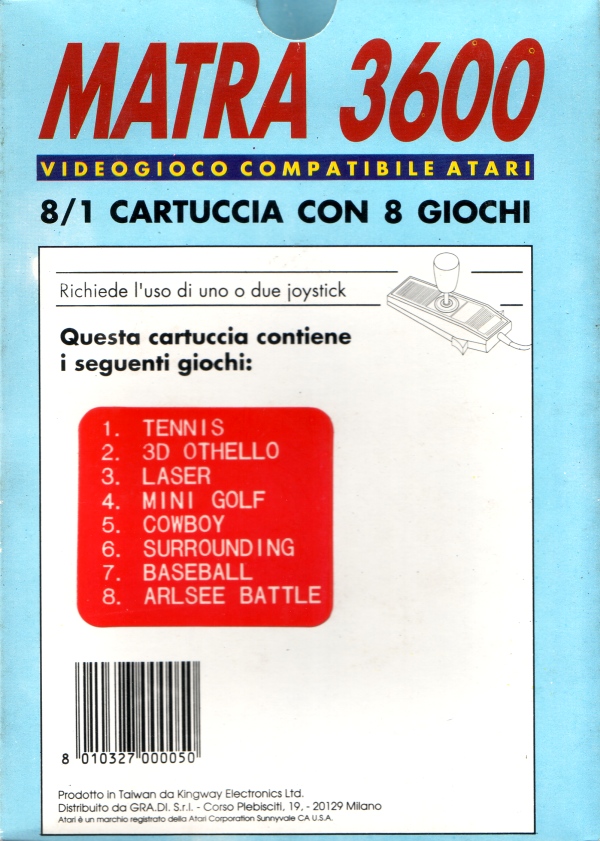 MATRA 3600
VIDEOGIOCO COMPATIBILE ATARI
8/1 CARTUCCIA CON 8 GIOCHI
Richiede l'uso di uno o due joystick
Questa cartuccia contiene
i seguenti giochi:
1. TENNIS
2. 3D OTHELLO
3. LASER
4. MINI GOLF
5. COWBOY
6. SURROUNDING
7. BASEBALL
8. ARLSEE BATTLE
8 010327 000050
Prodotto in Taiwan da Kingway Electronics Ltd.
Distribuito da GRA.DI. S.r.l. - Corso Plebisciti, 19, - 20129 Milano
Atari è un marchio registrato della Atari Corporation Sunnyvale CA U.S.A.